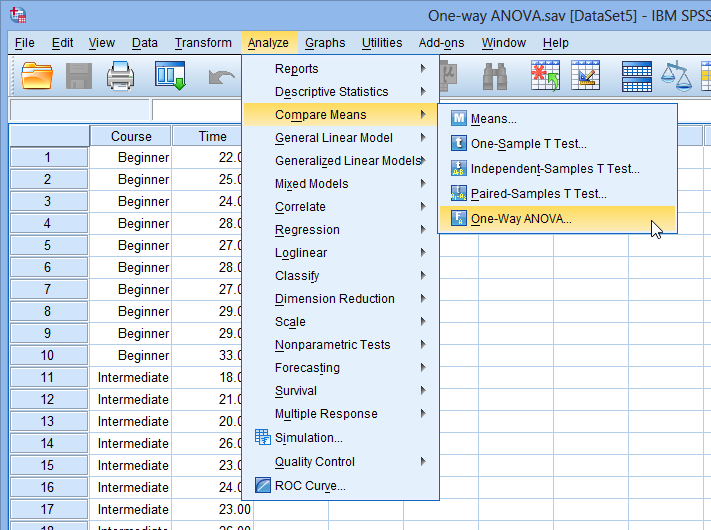 One-way ANOVA.sav [DataSet5] - IBM SPSS
File Edit View Data Transform Analyze Graphs Utilities Add-ons Window Help
Reports
Descriptive Statistics
Compare Means
General Linear Model
Generalized Linear Models
Mixed Models
Correlate
Regression
Loglinear
Classify
Dimension Reduction
Scale
Nonparametric Tests
Forecasting
Survival
Multiple Response
Simulation...
Quality Control
ROC Curve...
Means...
One-Sample T Test...
Independent-Samples T Test...
Paired-Samples T Test...
One-Way ANOVA...
Course Time
1 Beginner 22.0
2 Beginner 25.0
3 Beginner 24.0
4 Beginner 28.0
5 Beginner 27.0
6 Beginner 28.0
7 Beginner 27.0
8 Beginner 29.0
9 Beginner 29.0
10 Beginner 33.0
11 Intermediate 18.0
12 Intermediate 21.0
13 Intermediate 20.0
14 Intermediate 26.0
15 Intermediate 23.0
16 Intermediate 24.0
17 Intermediate 23.00
18 Intermediate 26.00